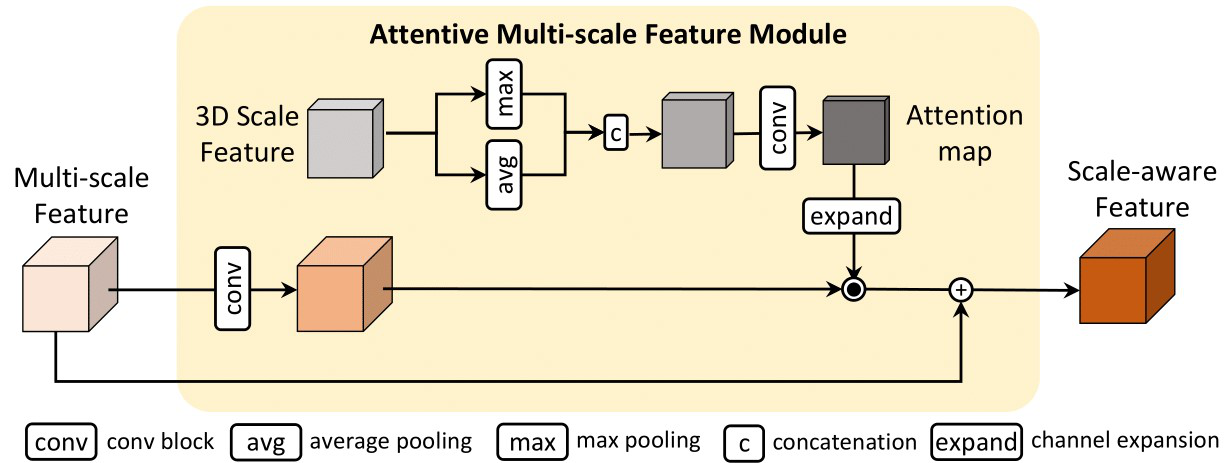 Attentive Multi-scale Feature Module
3D Scale
Feature
max
avg
c
conv
Attention
map
expand
Multi-scale
Feature
conv
+
Scale-aware
Feature
conv conv block avg average pooling max max pooling c concatenation expand channel expansion